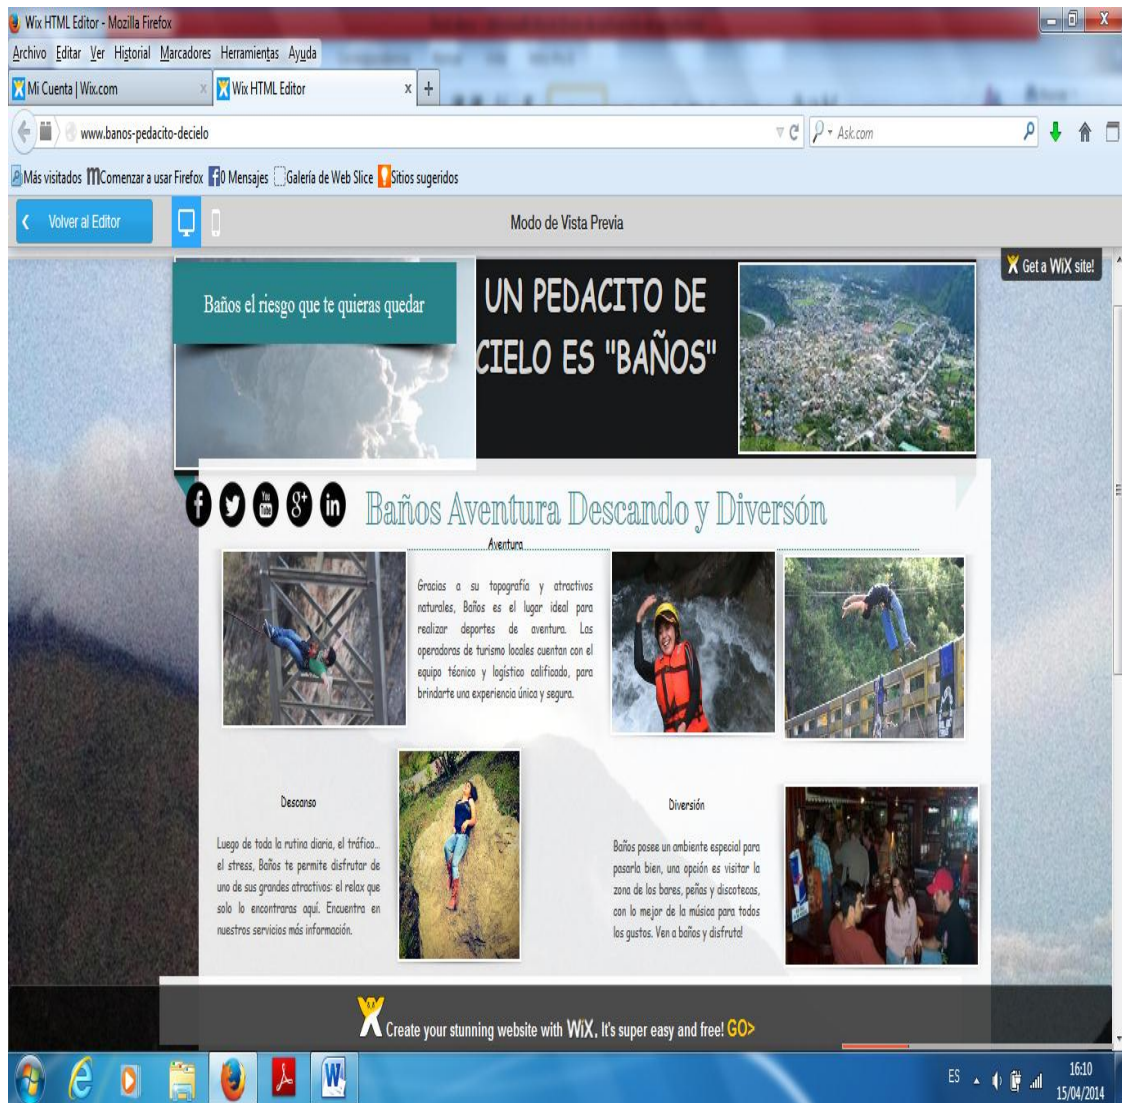 Wix HTML Editor - Mozilla Firefox
Archivo Editar Ver Historial Marcadores Herramientas Ayuda
Mi Cuenta | Wix.com x Wix HTML Editor x +
www.banos-pedacito-decielo Ask.com
Más visitados Comenzar a usar Firefox 0 Mensajes Galería de Web Slice Sitios sugeridos
Volver al Editor Modo de Vista Previa
Get a WiX site!
Baños el riesgo que te quieras quedar
UN PEDACITO DE
CIELO ES "BAÑOS"
Baños Aventura Descando y Diversón
Aventura
Gracias a su topografía y atractivos
naturales, Baños es el lugar ideal para
realizar deportes de aventura. Las
operadoras de turismo locales cuentan con el
equipo técnico y logístico calificado, para
brindarte una experiencia única y segura.
Descanso
Luego de toda la rutina diaria, el tráfico...
el stress, Baños te permite disfrutar de
uno de sus grandes atractivos: el relax que
solo lo encontraras aquí. Encuentra en
nuestros servicios más información.
Diversión
Baños posee un ambiente especial para
pasarla bien, una opción es visitar la
zona de los bares, peñas y discotecas,
con lo mejor de la música para todos
los gustos. Ven a baños y disfruta!
Create your stunning website with WiX. It's super easy and free! GO>
ES 16:10
15/04/2014